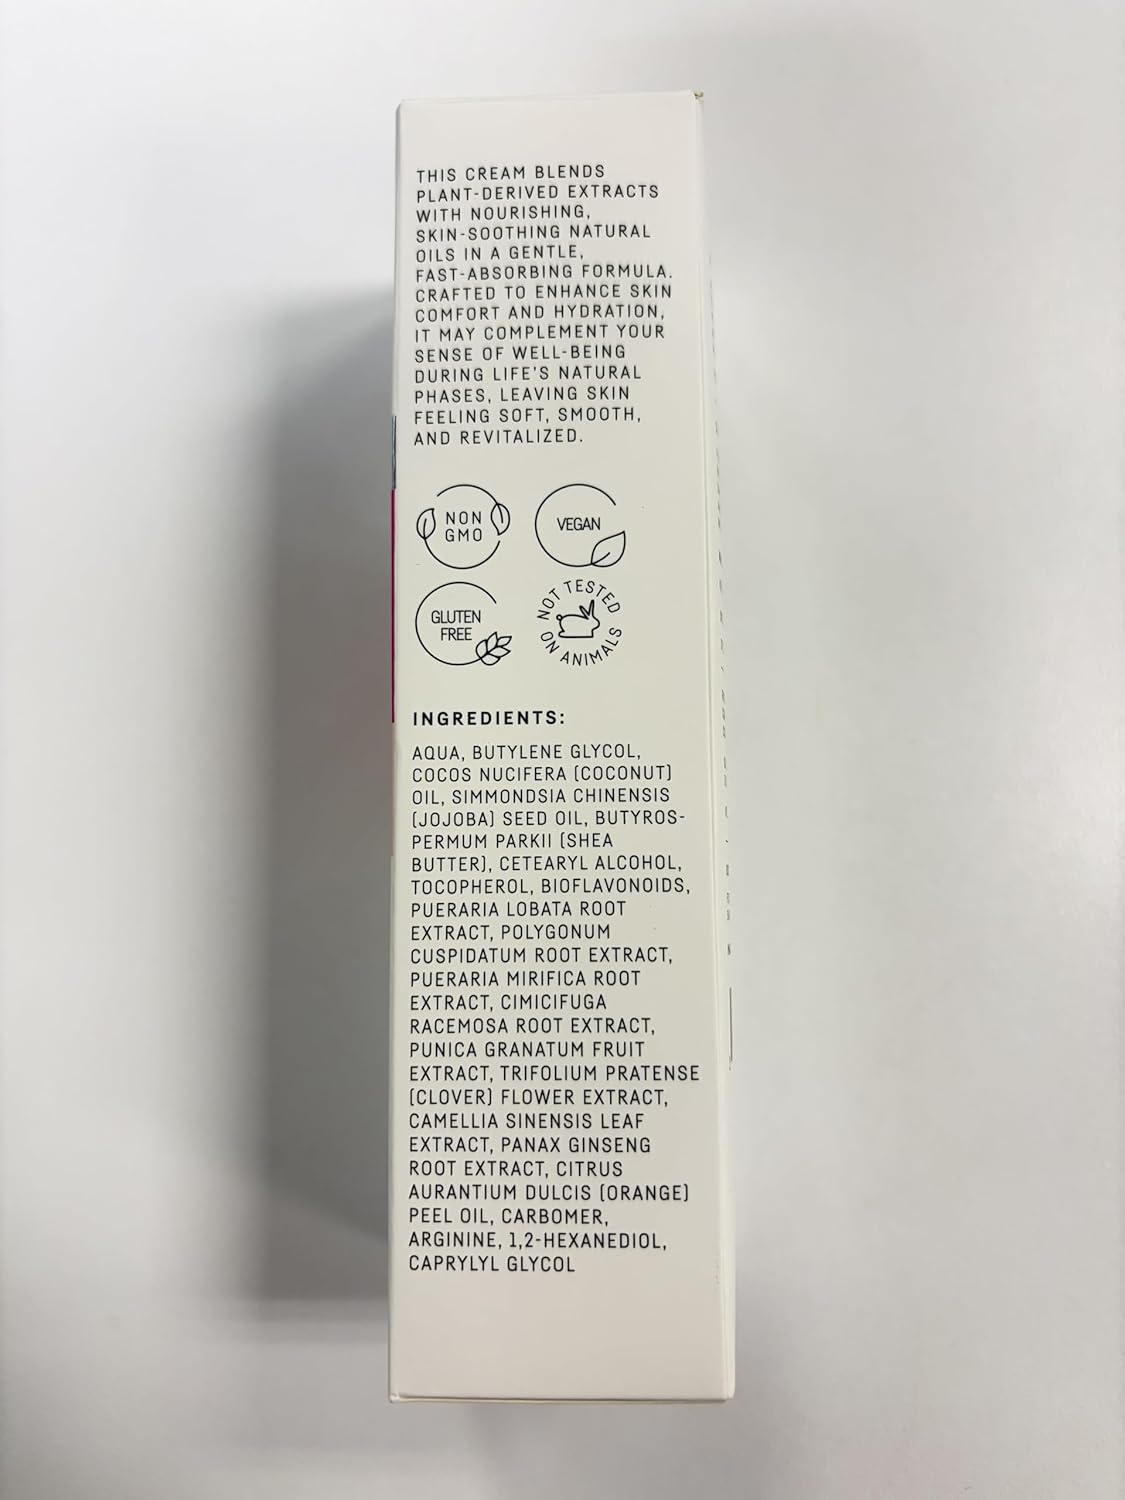 THIS CREAM BLENDS
PLANT-DERIVED EXTRACTS
WITH NOURISHING,
SKIN-SOOTHING NATURAL
OILS IN A GENTLE,
FAST-ABSORBING FORMULA.
CRAFTED TO ENHANCE SKIN
COMFORT AND HYDRATION,
IT MAY COMPLEMENT YOUR
SENSE OF WELL-BEING
DURING LIFE'S NATURAL
PHASES, LEAVING SKIN
FEELING SOFT, SMOOTH,
AND REVITALIZED.
NON
GMO
VEGAN
GLUTEN
FREE
NOT TESTED
ON ANIMALS
INGREDIENTS:
AQUA, BUTYLENE GLYCOL,
COCOS NUCIFERA (COCONUT)
OIL, SIMMONDSIA CHINENSIS
(JOJOBA) SEED OIL, BUTYROS-
PERMUM PARKII (SHEA
BUTTER), CETEARYL ALCOHOL,
TOCOPHEROL, BIOFLAVONOIDS,
PUERARIA LOBATA ROOT
EXTRACT, POLYGONUM
CUSPIDATUM ROOT EXTRACT,
PUERARIA MIRIFICA ROOT
EXTRACT, CIMICIFUGA
RACEMOSA ROOT EXTRACT,
PUNICA GRANATUM FRUIT
EXTRACT, TRIFOLIUM PRATENSE
(CLOVER) FLOWER EXTRACT,
CAMELLIA SINENSIS LEAF
EXTRACT, PANAX GINSENG
ROOT EXTRACT, CITRUS
AURANTIUM DULCIS (ORANGE)
PEEL OIL, CARBOMER,
ARGININE, 1,2-HEXANEDIOL,
CAPRYLYL GLYCOL